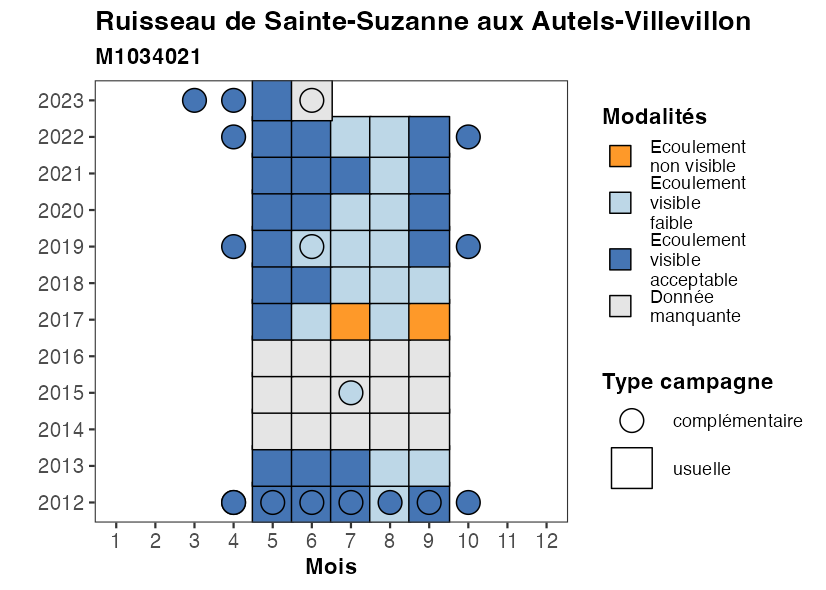 Ruisseau de Sainte-Suzanne aux Autels-Villevillon
M1034021
2023
2022
2021
2020
2019
2018
2017
2016
2015
2014
2013
2012
1 2 3 4 5 6 7 8 9 10 11 12
Mois
Modalités
Ecoulement
non visible
Ecoulement
visible
faible
Ecoulement
visible
acceptable
Donnée
manquante
Type campagne
complémentaire
usuelle